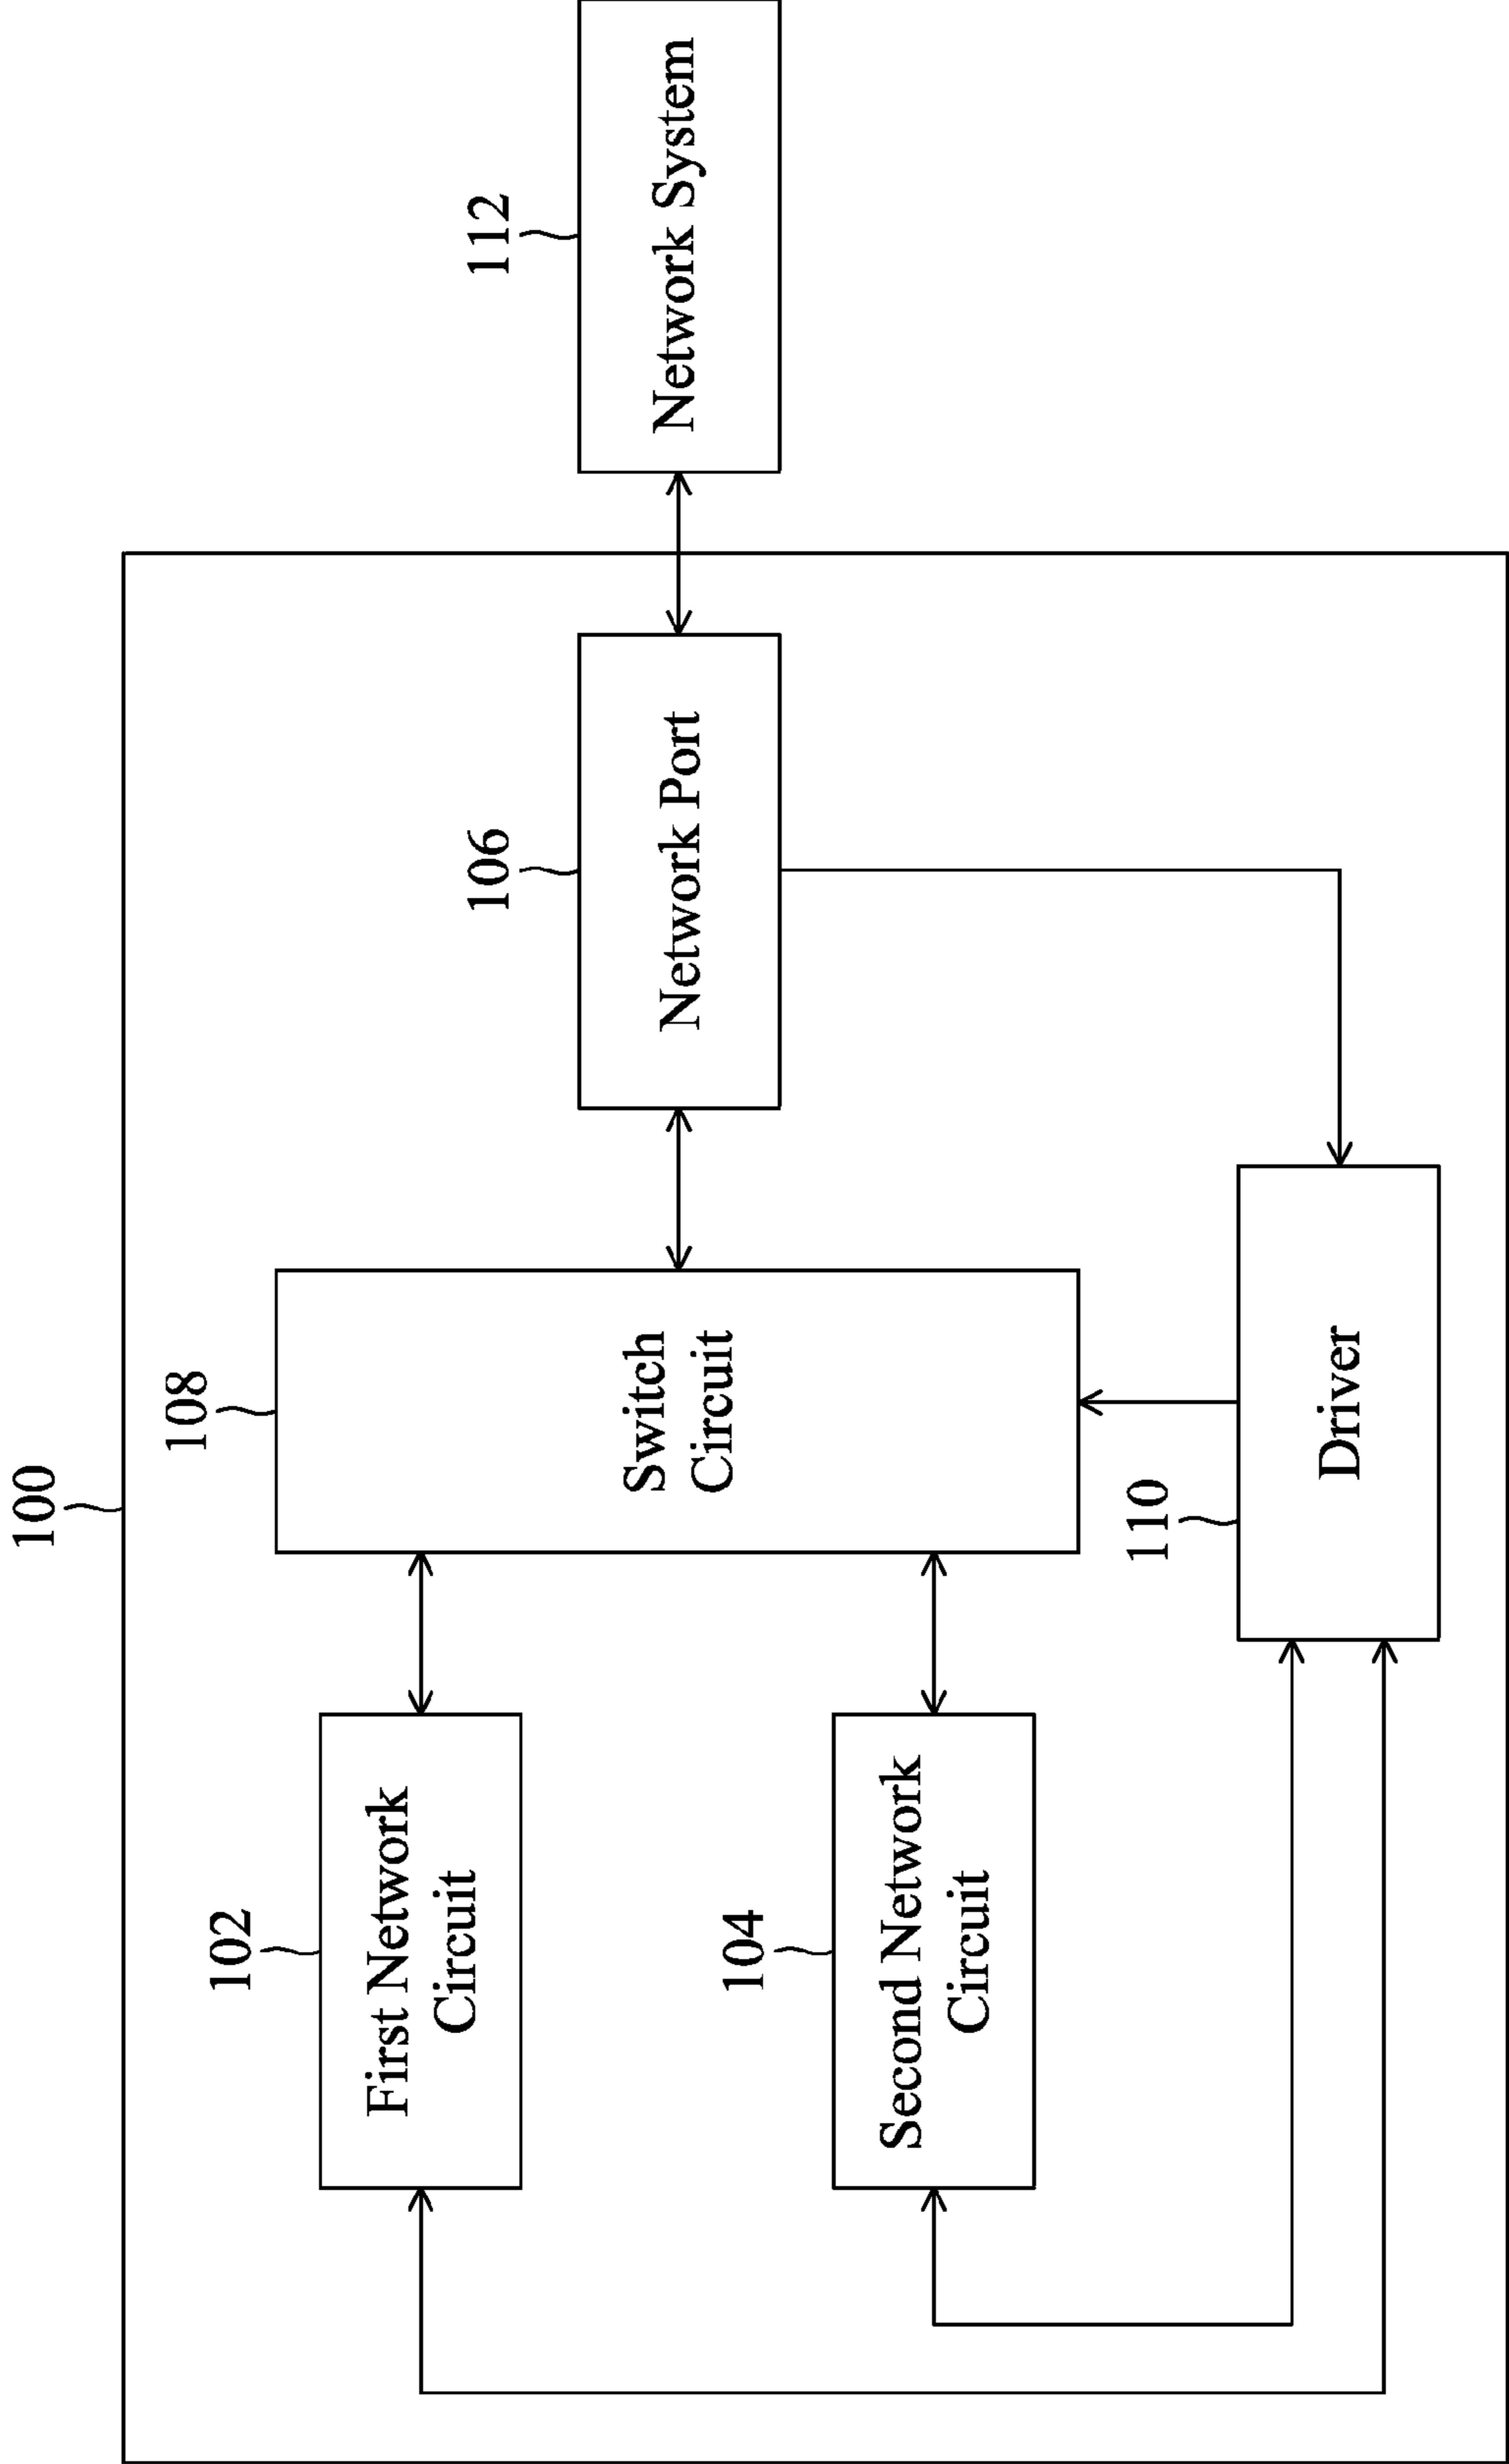 100
102
First Network
Circuit
108
Switch
Circuit
106
Network Port
112
Network System
104
Second Network
Circuit
110
Driver